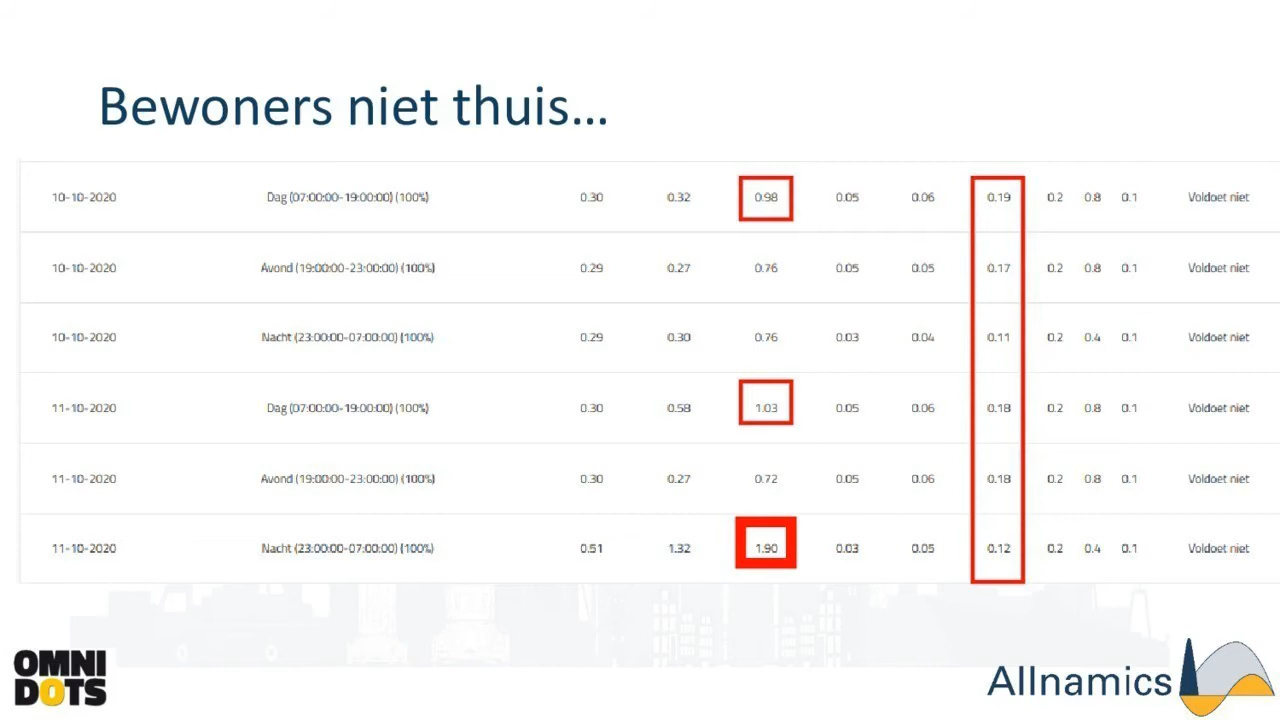 Bewoners niet thuis...
10-10-2020 Dag (07:00:00-19:00:00) (100%) 0.30 0.32 0.98 0.05 0.06 0.19 0.2 0.8 0.1 Voldoet niet
10-10-2020 Avond (19:00:00-23:00:00) (100%) 0.29 0.27 0.76 0.05 0.05 0.17 0.2 0.8 0.1 Voldoet niet
10-10-2020 Nacht (23:00:00-07:00:00) (100%) 0.29 0.30 0.76 0.03 0.04 0.11 0.2 0.4 0.1 Voldoet niet
11-10-2020 Dag (07:00:00-19:00:00) (100%) 0.30 0.58 1.03 0.05 0.06 0.18 0.2 0.8 0.1 Voldoet niet
11-10-2020 Avond (19:00:00-23:00:00) (100%) 0.30 0.27 0.72 0.05 0.06 0.18 0.2 0.8 0.1 Voldoet niet
11-10-2020 Nacht (23:00:00-07:00:00) (100%) 0.51 1.32 1.90 0.03 0.05 0.12 0.2 0.4 0.1 Voldoet niet
OMNI
DOTS
Allnamics